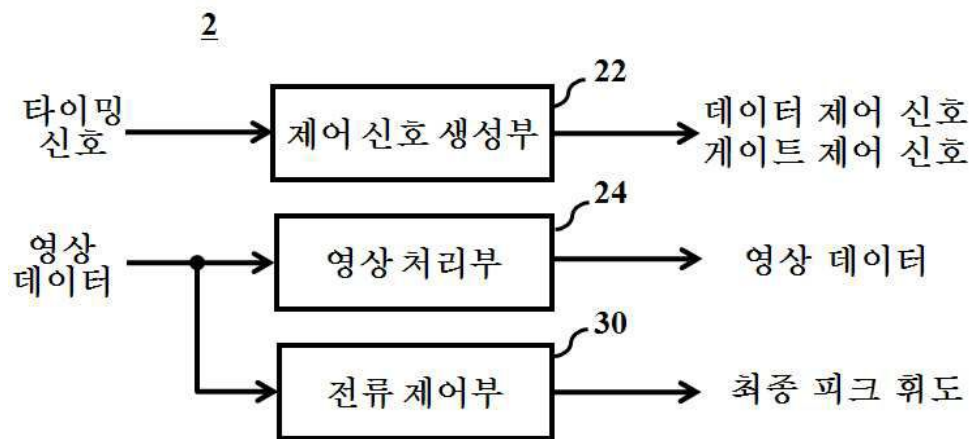 2
22
타이밍
신호
제어 신호 생성부
데이터 제어 신호
게이트 제어 신호
24
영상
데이터
영상 처리부
영상 데이터
30
전류 제어부
최종 피크 휘도